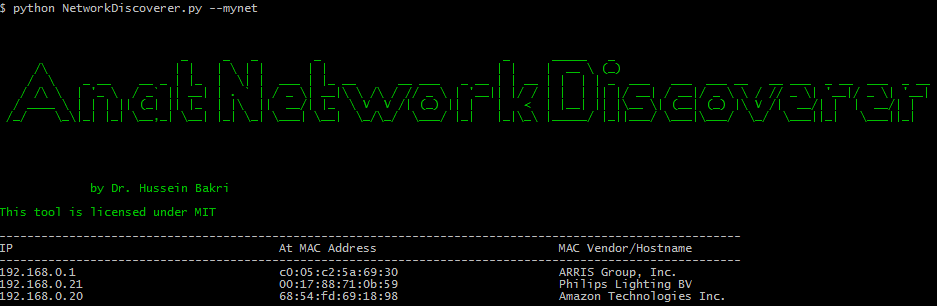 $ python NetworkDiscoverer.py --mynet
AnatNetworkDiscoverer
by Dr. Hussein Bakri
This tool is licensed under MIT
IP At MAC Address MAC Vendor/Hostname
192.168.0.1 c0:05:c2:5a:69:30 ARRIS Group, Inc.
192.168.0.21 00:17:88:71:0b:59 Philips Lighting BV
192.168.0.20 68:54:fd:69:18:98 Amazon Technologies Inc.